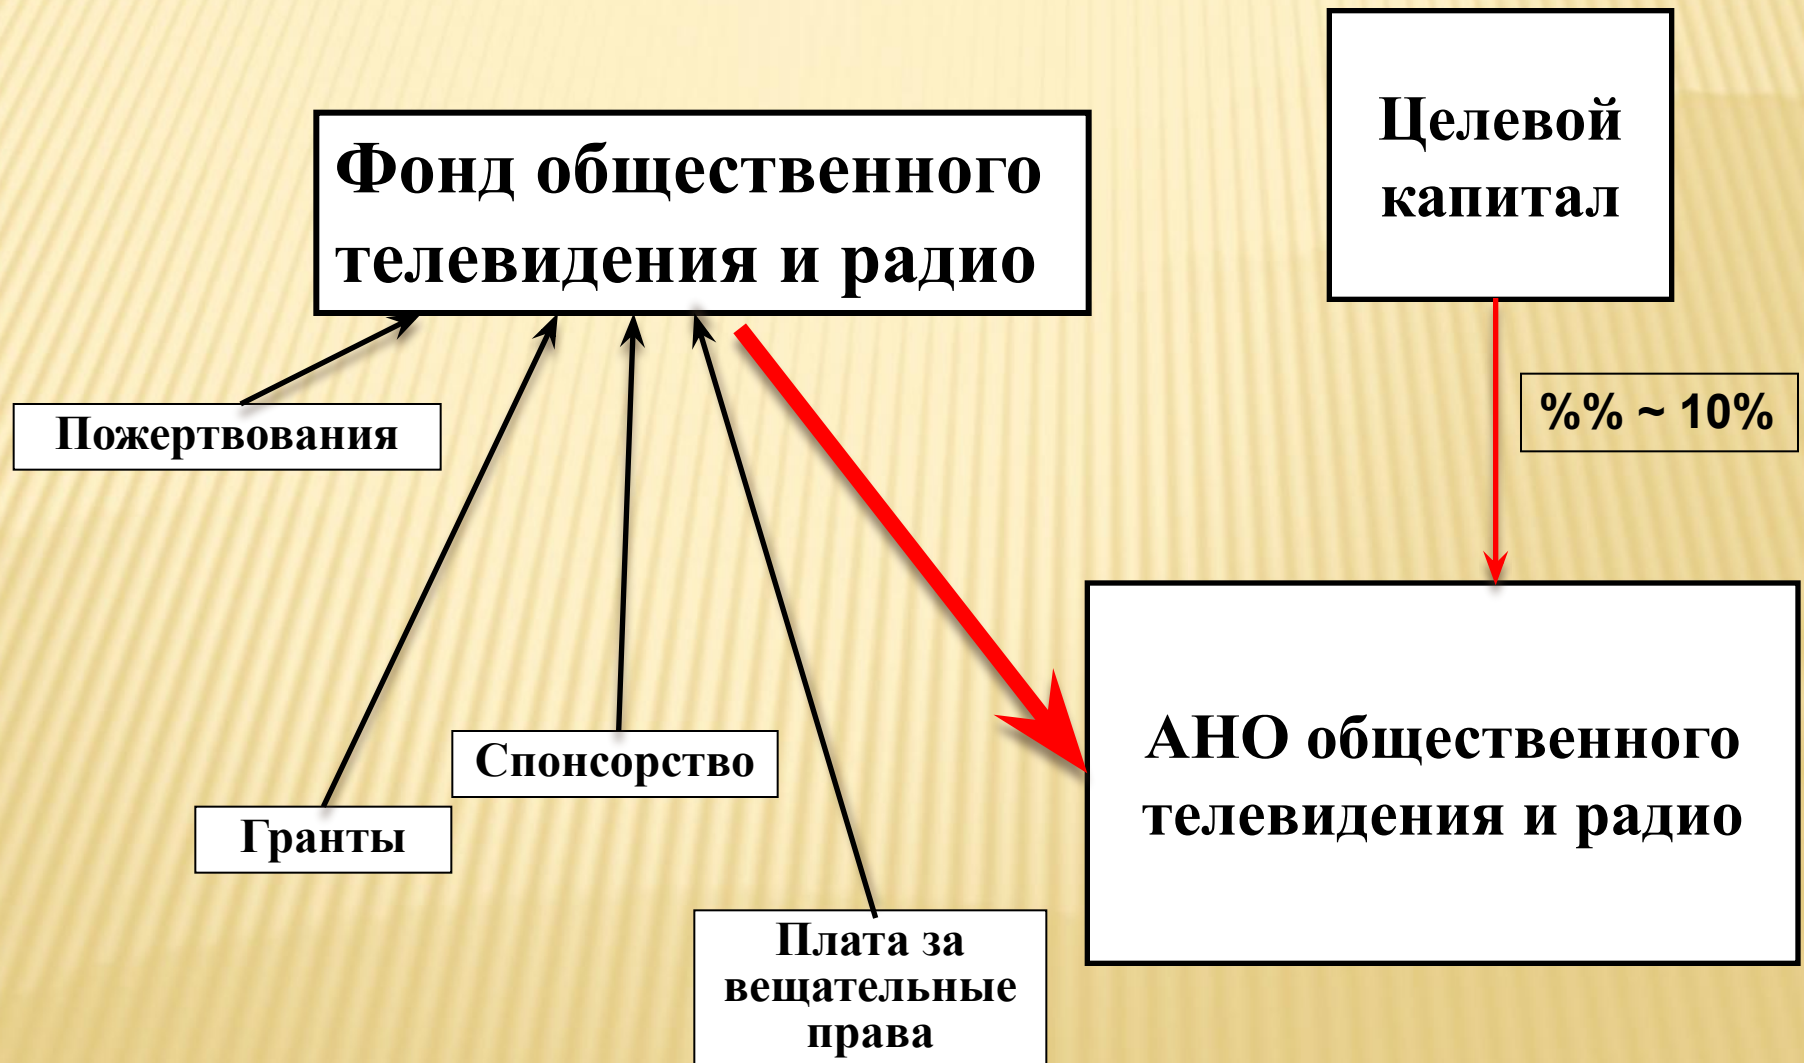 Целевой
капитал
Фонд общественного
телевидения и радио
%% ~ 10%
Пожертвования
АНО общественного
телевидения и радио
Спонсорство
Гранты
Плата за
вещательные
права